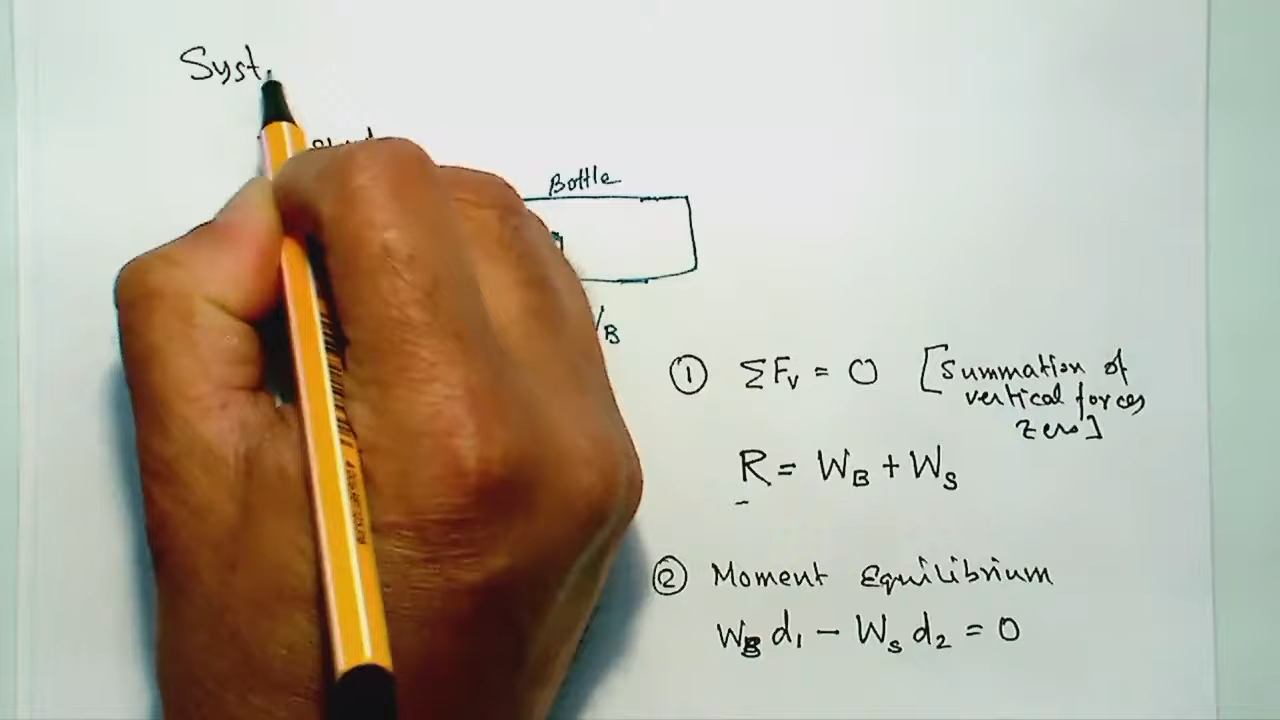 Syst
Bottle
B
① ΣFv = 0 [Summation of
vertical forces
zero]
R = WB + Ws
② Moment Equilibrium
WB d1 - Ws d2 = 0